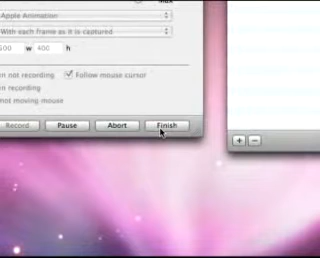 Apple Animation
With each frame as it is captured
w 400 h
n not recording Follow mouse cursor
n recording
not moving mouse
Record Pause Abort Finish
+ −